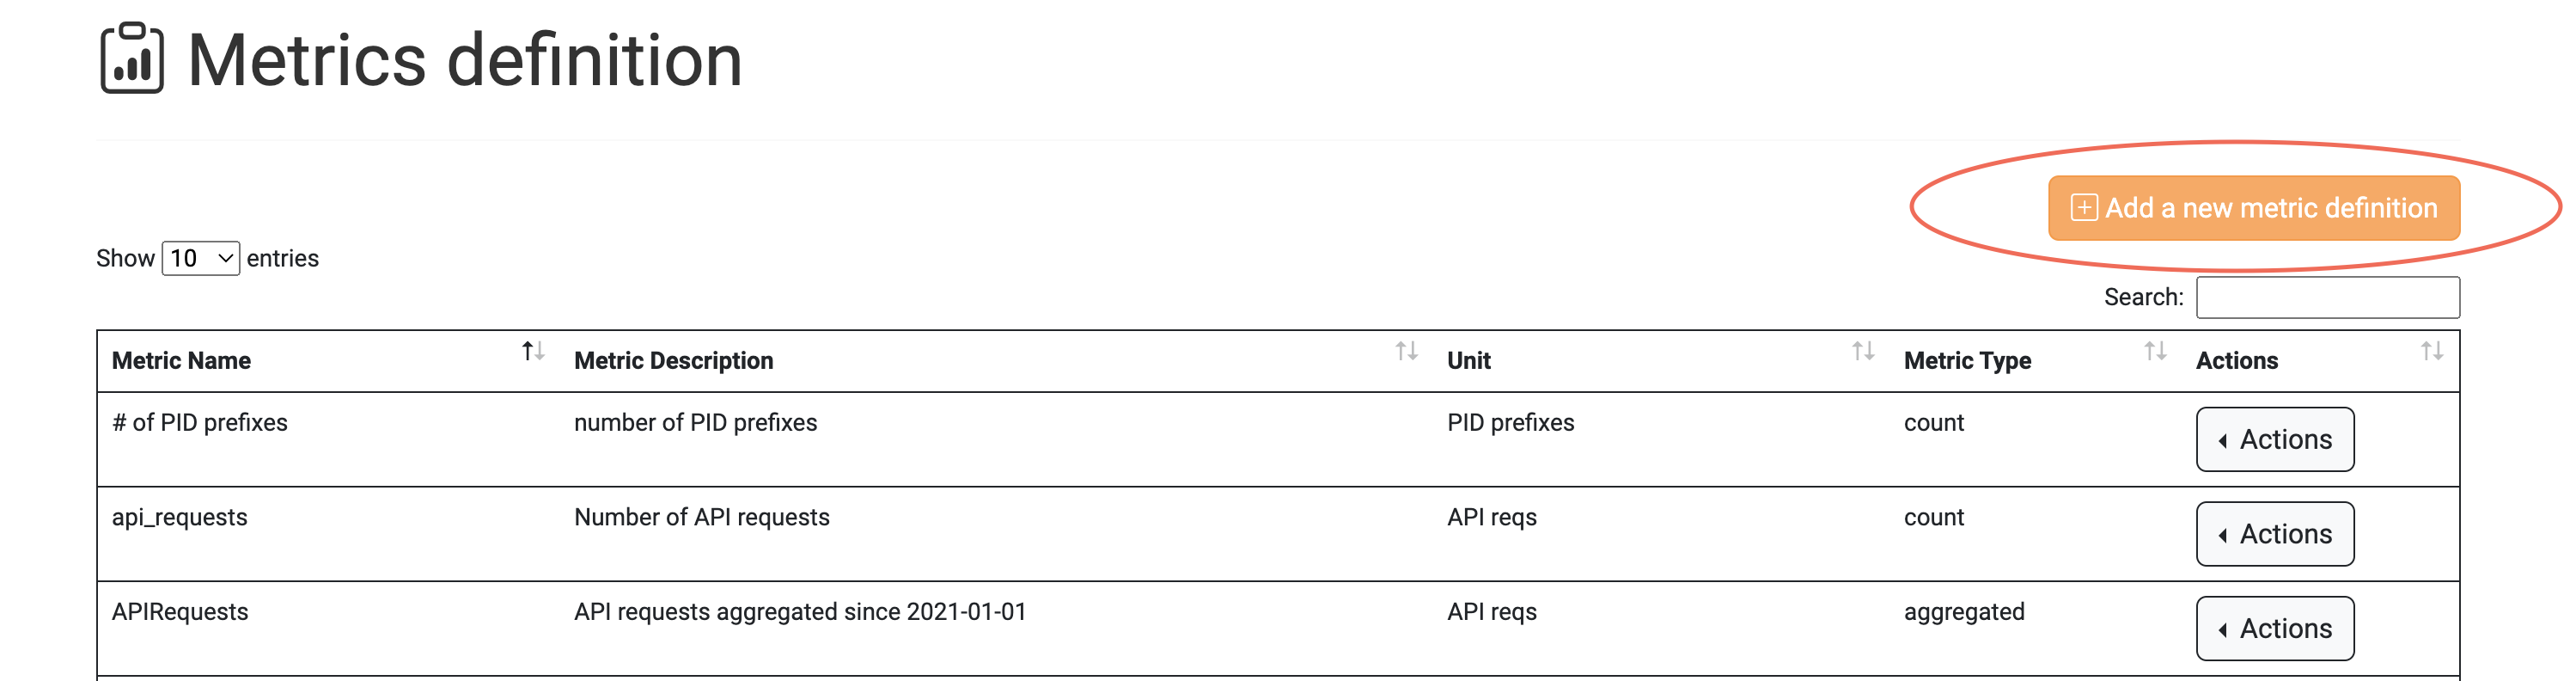 Metrics definition
Add a new metric definition
Show 10 entries
Search:
Metric Name Metric Description Unit Metric Type Actions
# of PID prefixes number of PID prefixes PID prefixes count Actions
api_requests Number of API requests API reqs count Actions
APIRequests API requests aggregated since 2021-01-01 API reqs aggregated Actions